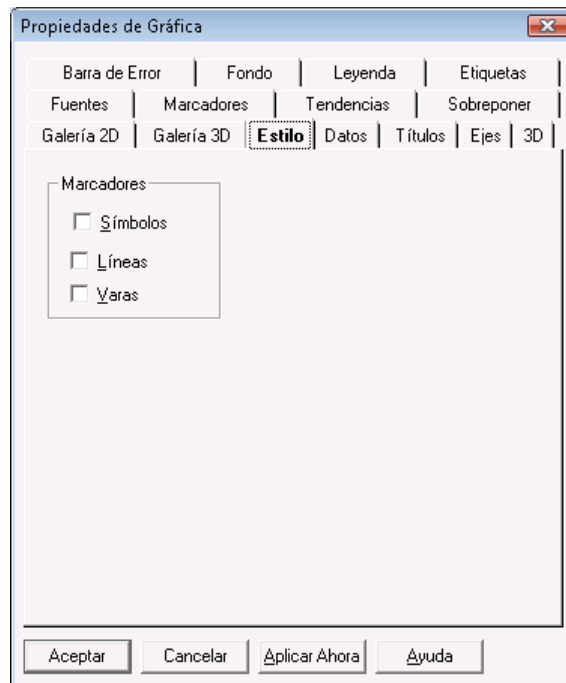 Propiedades de Gráfica
Barra de Error Fondo Leyenda Etiquetas
Fuentes Marcadores Tendencias Sobreponer
Galería 2D Galería 3D Estilo Datos Títulos Ejes 3D
Marcadores
Símbolos
Líneas
Varas
Aceptar Cancelar Aplicar Ahora Ayuda